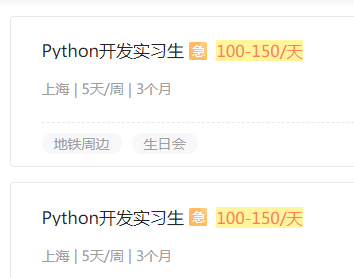 Python开发实习生 急 100-150/天
上海 | 5天/周 | 3个月
地铁周边 生日会
Python开发实习生 急 100-150/天
上海 | 5天/周 | 3个月